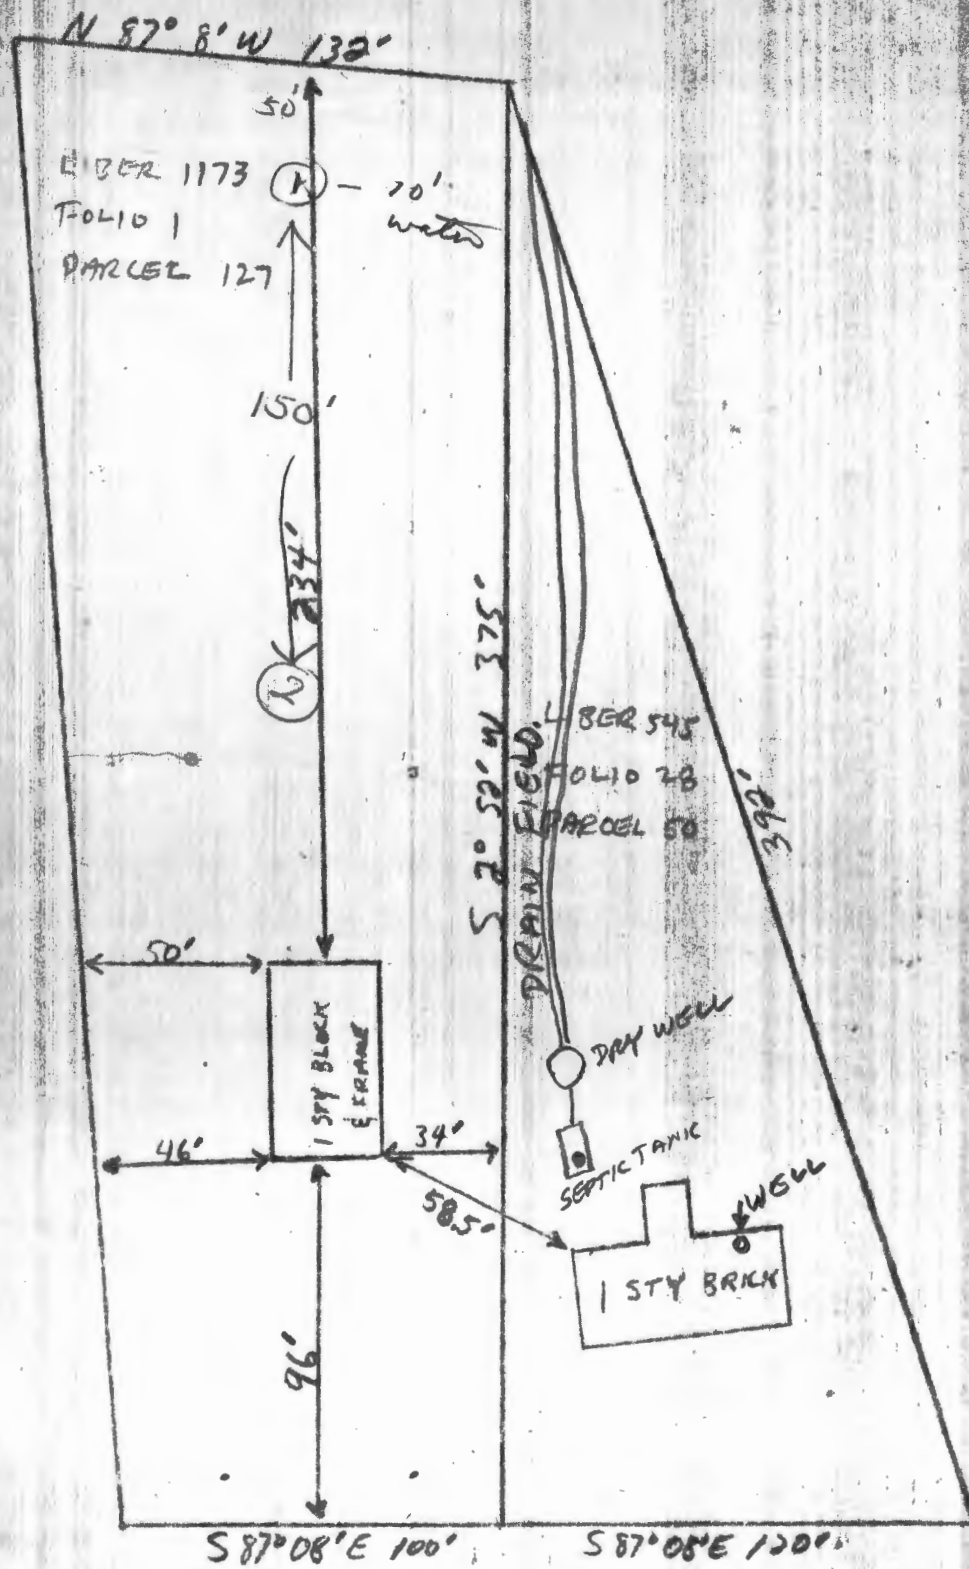 N 87° 8' W 132'
50'
LIBER 1173
FOLIO 1
PARCEL 127
1 - 70'
water
150'
234'
2
S 2° 52' W 375'
DRAIN FIELD.
LIBER 545
FOLIO 28
PARCEL 50
392'
50'
1 STY BLOCK
& FRAME
DRY WELL
46'
34'
SEPTIC TANK
58.5'
WELL
1 STY BRICK
96'
S 87° 08' E 100'
S 87° 08' E 120'